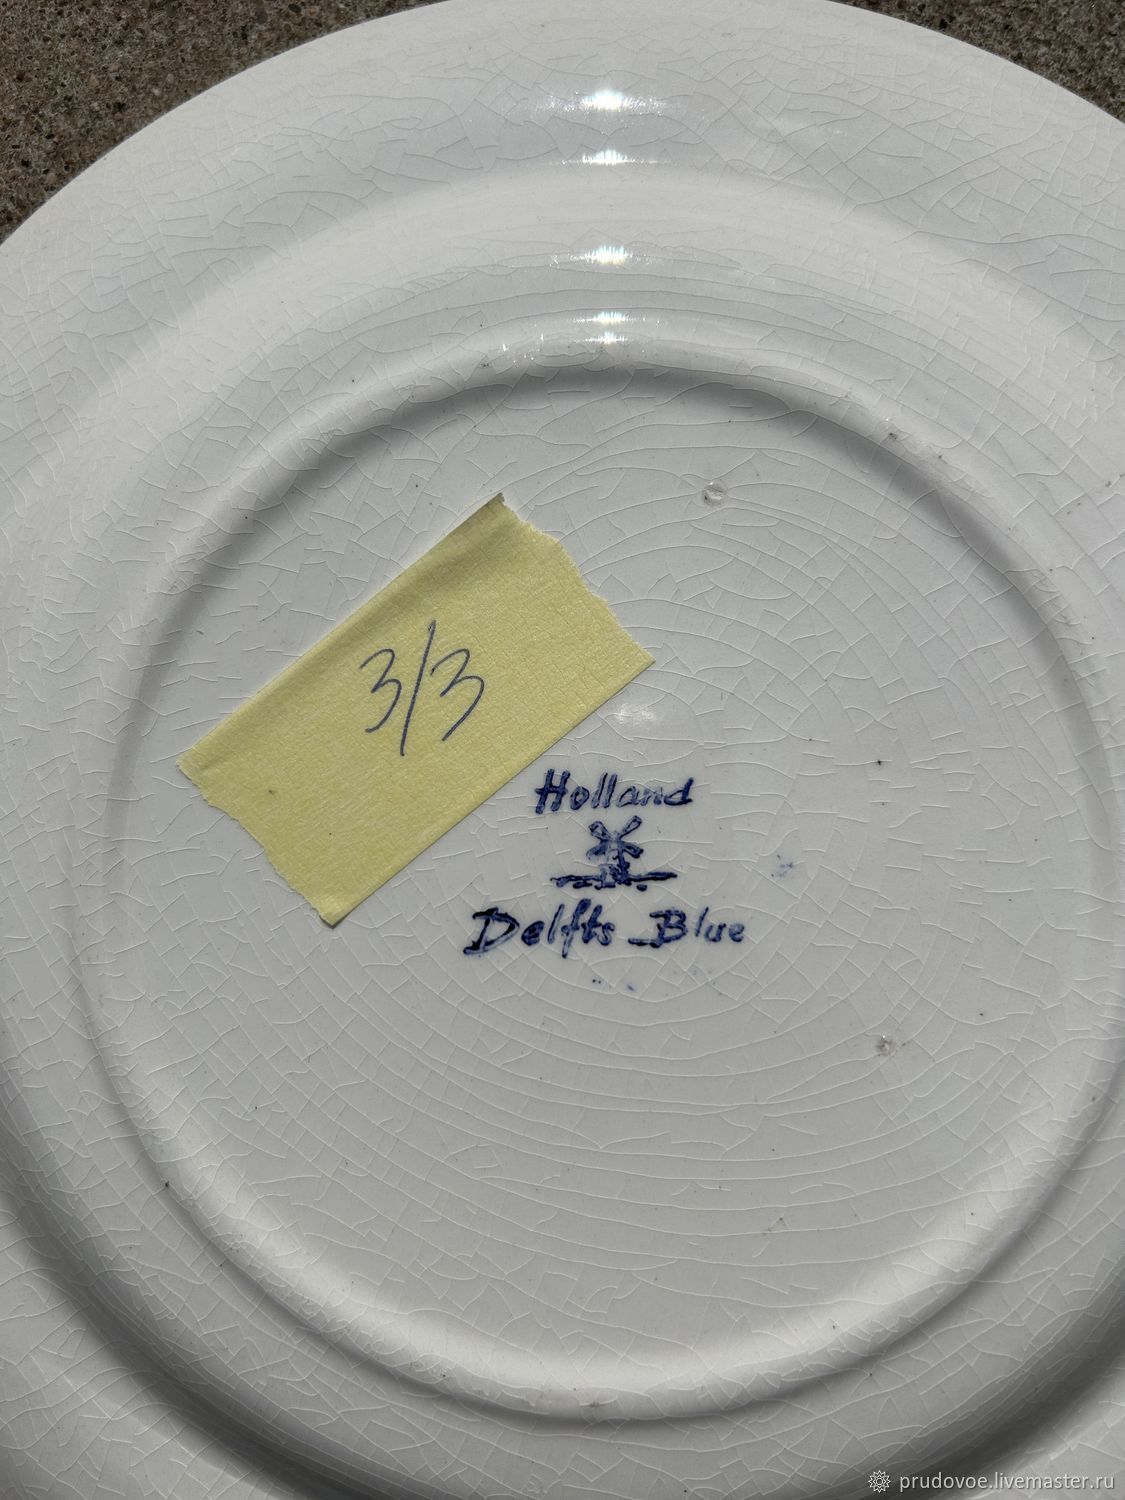 3/3
Holland
Delfts Blue
prudovoe.livemaster.ru